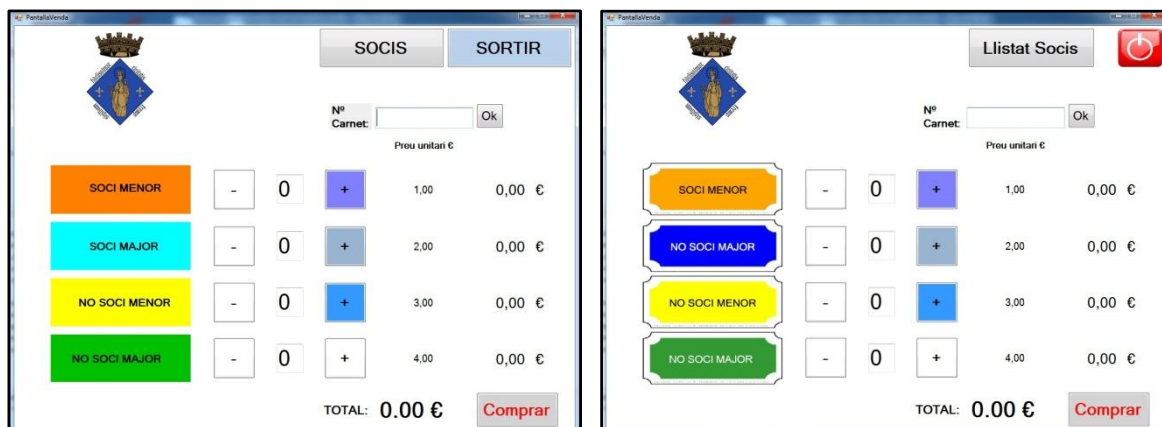 PantallaVenda
SOCIS
SORTIR
Nº
Carnet:
Ok
Preu unitari €
SOCI MENOR - 0 + 1,00 0,00 €
SOCI MAJOR - 0 + 2,00 0,00 €
NO SOCI MENOR - 0 + 3,00 0,00 €
NO SOCI MAJOR - 0 + 4,00 0,00 €
TOTAL: 0.00 € Comprar
PantallaVenda
Llistat Socis
Nº
Carnet:
Ok
Preu unitari €
SOCI MENOR - 0 + 1,00 0,00 €
NO SOCI MAJOR - 0 + 2,00 0,00 €
NO SOCI MENOR - 0 + 3,00 0,00 €
NO SOCI MAJOR - 0 + 4,00 0,00 €
TOTAL: 0.00 € Comprar